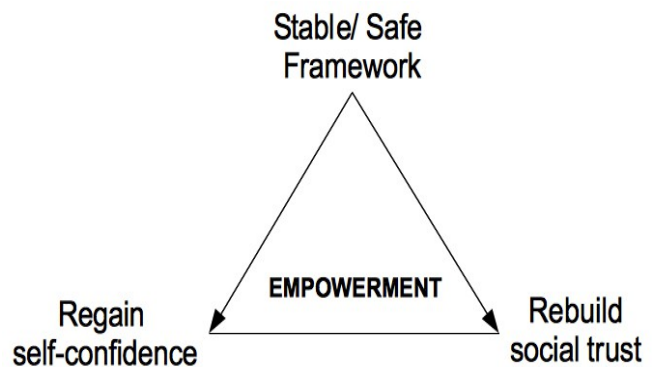 Stable/ Safe
Framework
EMPOWERMENT
Regain
self-confidence
Rebuild
social trust